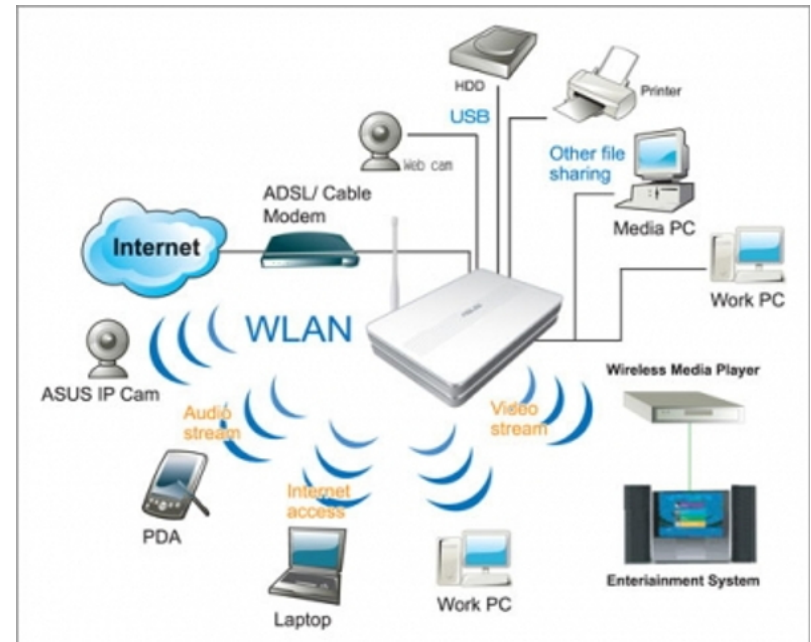 HDD
USB
Printer
Web cam
Other file
sharing
ADSL/ Cable
Modem
Media PC
Internet
Work PC
WLAN
ASUS IP Cam
Wireless Media Player
Audio
stream
Video
stream
Internet
access
PDA
Laptop
Work PC
Enteriainment System